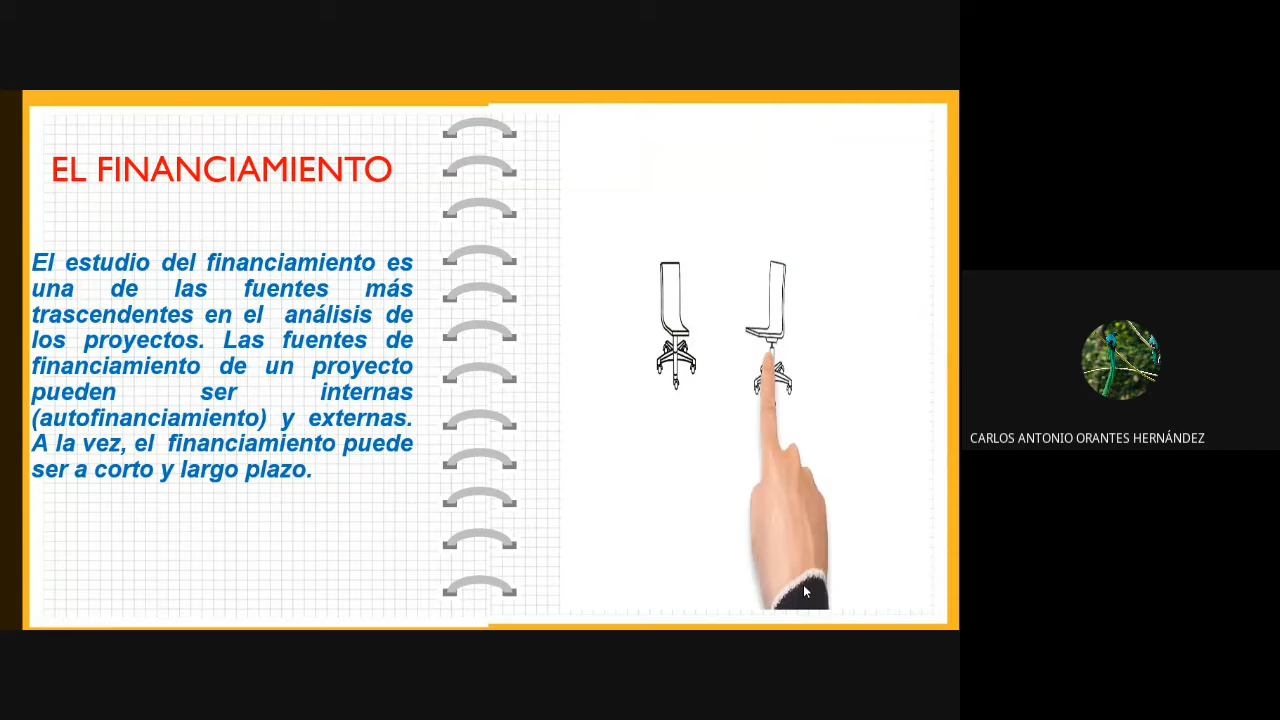 EL FINANCIAMIENTO
El estudio del financiamiento es
una de las fuentes más
trascendentes en el análisis de
los proyectos. Las fuentes de
financiamiento de un proyecto
pueden ser internas
(autofinanciamiento) y externas.
A la vez, el financiamiento puede
ser a corto y largo plazo.
CARLOS ANTONIO ORANTES HERNÁNDEZ